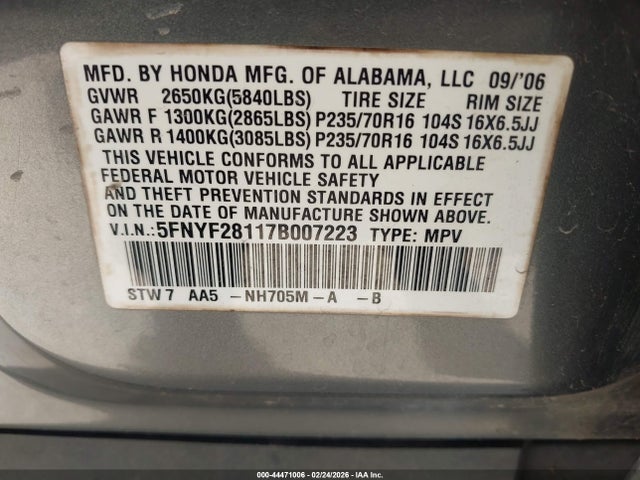 MFD. BY HONDA MFG. OF ALABAMA, LLC 09/'06
GVWR 2650KG(5840LBS) TIRE SIZE RIM SIZE
GAWR F 1300KG(2865LBS) P235/70R16 104S 16X6.5JJ
GAWR R 1400KG(3085LBS) P235/70R16 104S 16X6.5JJ
THIS VEHICLE CONFORMS TO ALL APPLICABLE
FEDERAL MOTOR VEHICLE SAFETY
AND THEFT PREVENTION STANDARDS IN EFFECT
ON THE DATE OF MANUFACTURE SHOWN ABOVE.
V.I.N.:5FNYF28117B007223 TYPE: MPV
STW 7 AA5 -NH705M-A -B
000-44471006 - 02/24/2026 - IAA Inc.